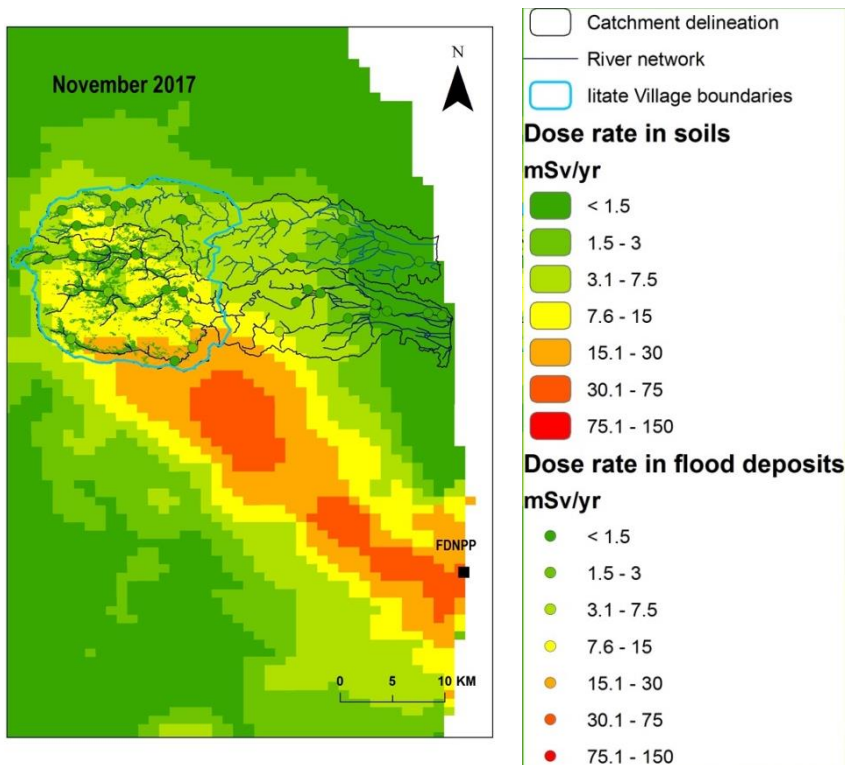 November 2017
N
FDNPP
0 5 10 KM
Catchment delineation
River network
Iitate Village boundaries
Dose rate in soils
mSv/yr
< 1.5
1.5 - 3
3.1 - 7.5
7.6 - 15
15.1 - 30
30.1 - 75
75.1 - 150
Dose rate in flood deposits
mSv/yr
< 1.5
1.5 - 3
3.1 - 7.5
7.6 - 15
15.1 - 30
30.1 - 75
75.1 - 150